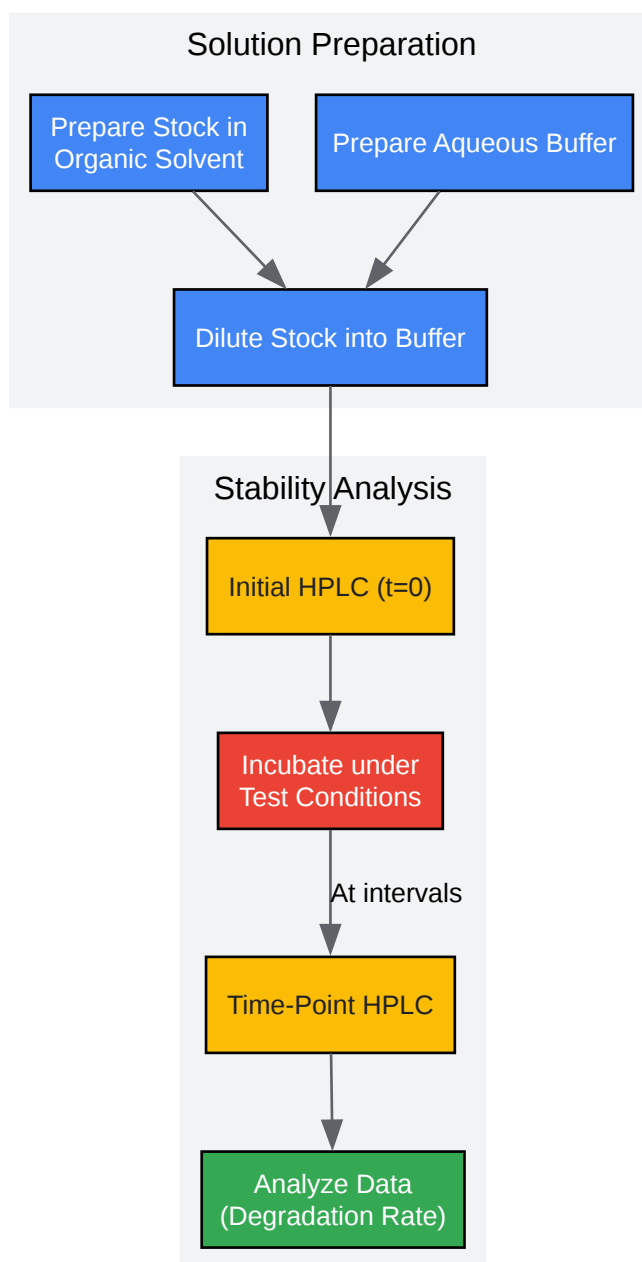 Solution Preparation
Prepare Stock in
Organic Solvent
Prepare Aqueous Buffer
Dilute Stock into Buffer
Stability Analysis
Initial HPLC (t=0)
Incubate under
Test Conditions
At intervals
Time-Point HPLC
Analyze Data
(Degradation Rate)